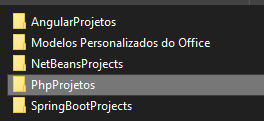 AngularProjetos
Modelos Personalizados do Office
NetBeansProjects
PhpProjetos
SpringBootProjects